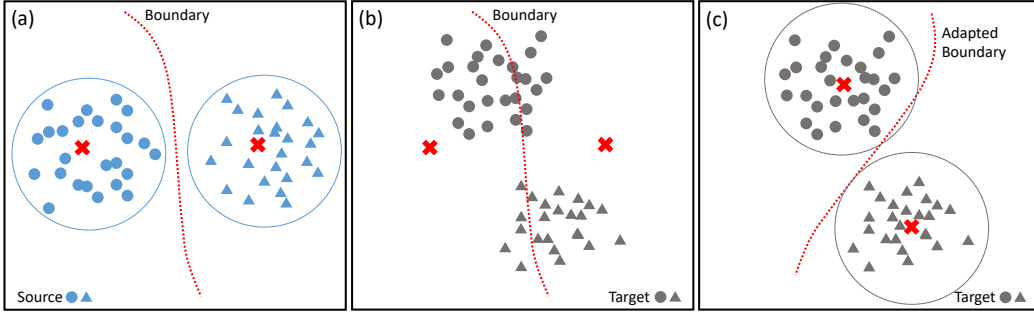 (a)
Boundary
Source
(b)
Boundary
Target
(c)
Adapted
Boundary
Target